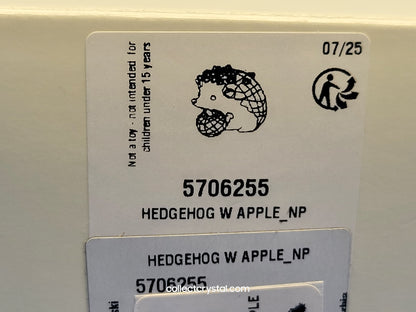 07/25
Not a toy - not intended for
children under 15 years
5706255
HEDGEHOG W APPLE_NP
HEDGEHOG W APPLE_NP
5706255
collectcrystal.com